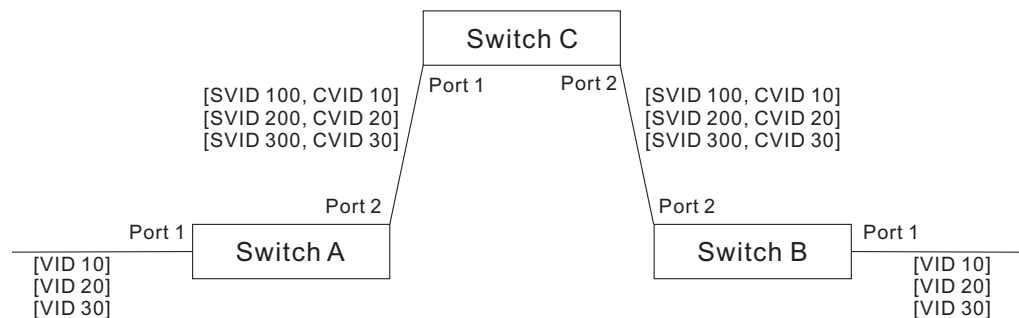 Switch C
Port 1
Port 2
[SVID 100, CVID 10]
[SVID 200, CVID 20]
[SVID 300, CVID 30]
[SVID 100, CVID 10]
[SVID 200, CVID 20]
[SVID 300, CVID 30]
Port 2
Port 2
Port 1
Switch A
Switch B
Port 1
[VID 10]
[VID 20]
[VID 30]
[VID 10]
[VID 20]
[VID 30]